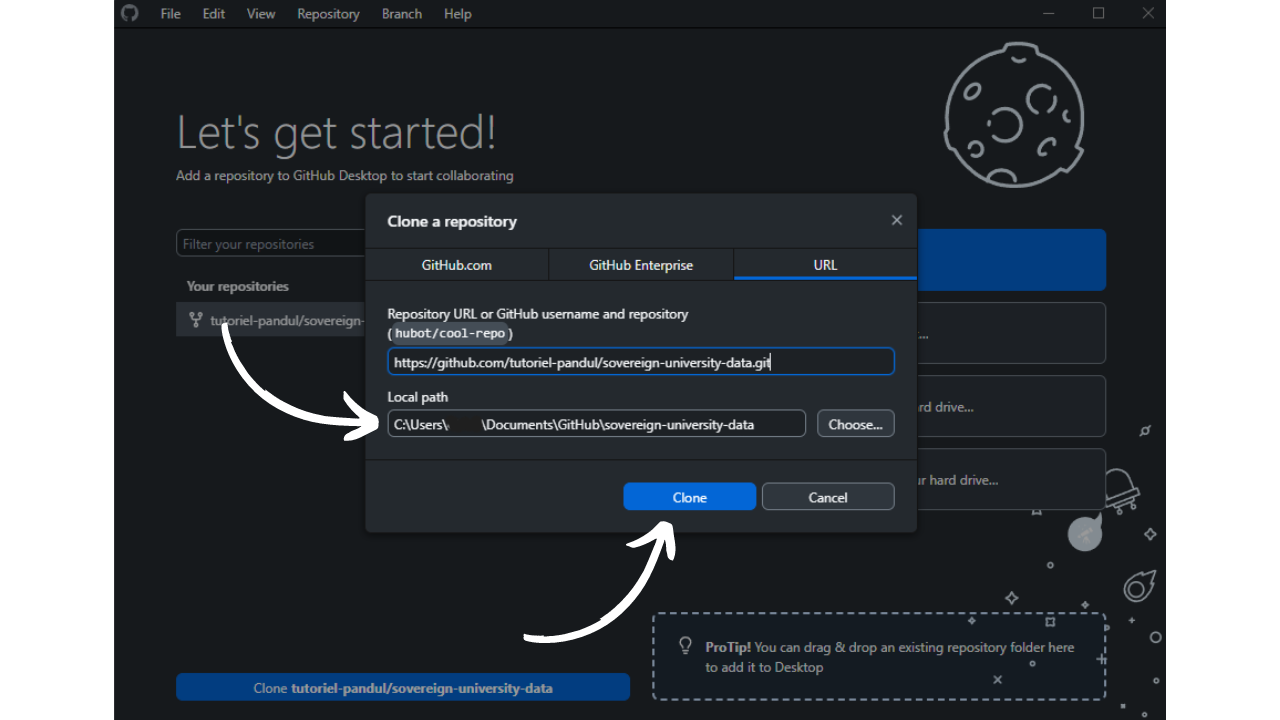 File Edit View Repository Branch Help
Let's get started!
Add a repository to GitHub Desktop to start collaborating
Filter your repositories
Your repositories
tutoriel-pandul/sovereign-
Clone a repository
GitHub.com GitHub Enterprise URL
Repository URL or GitHub username and repository
(hubot/cool-repo)
https://github.com/tutoriel-pandul/sovereign-university-data.git
Local path
C:\Users\ \Documents\GitHub\sovereign-university-data
Choose...
Clone Cancel
...
drive...
hard drive...
ProTip! You can drag & drop an existing repository folder here
to add it to Desktop
Clone tutoriel-pandul/sovereign-university-data